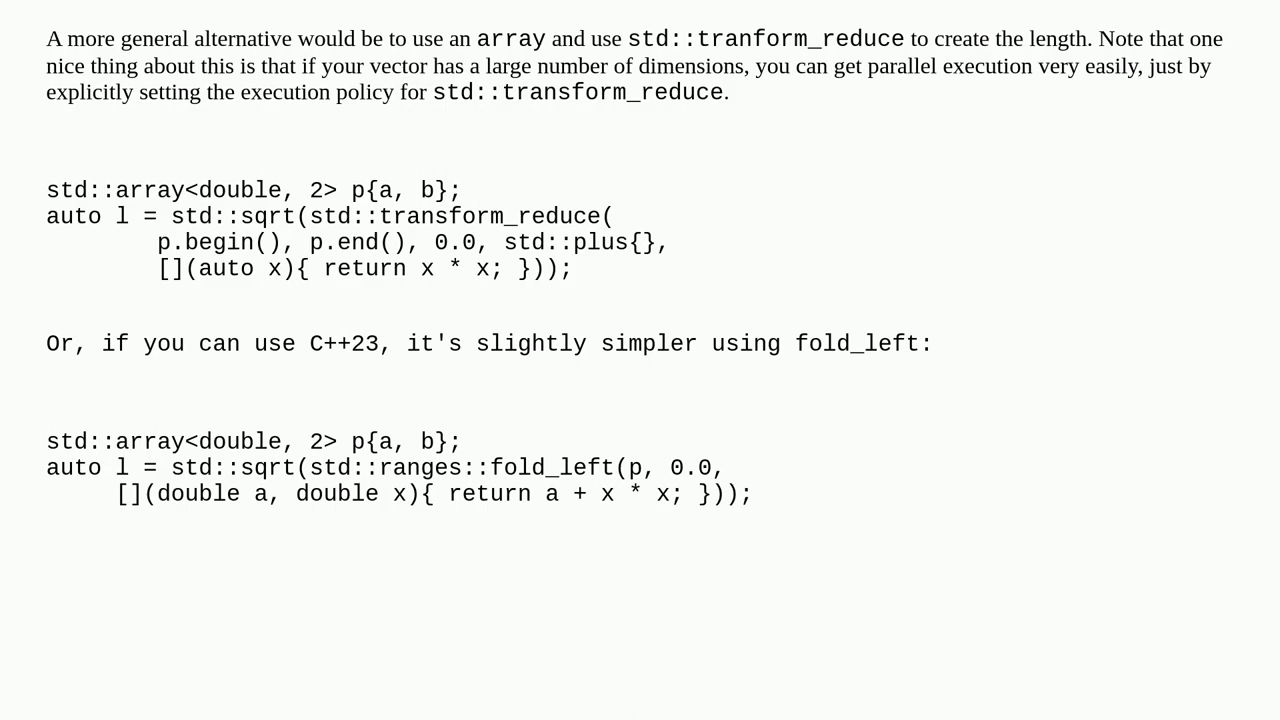 A more general alternative would be to use an array and use std::tranform_reduce to create the length. Note that one
nice thing about this is that if your vector has a large number of dimensions, you can get parallel execution very easily, just by
explicitly setting the execution policy for std::transform_reduce.
std::array<double, 2> p{a, b};
auto l = std::sqrt(std::transform_reduce(
        p.begin(), p.end(), 0.0, std::plus{},
        [](auto x){ return x * x; }));
Or, if you can use C++23, it's slightly simpler using fold_left:
std::array<double, 2> p{a, b};
auto l = std::sqrt(std::ranges::fold_left(p, 0.0,
     [](double a, double x){ return a + x * x; }));